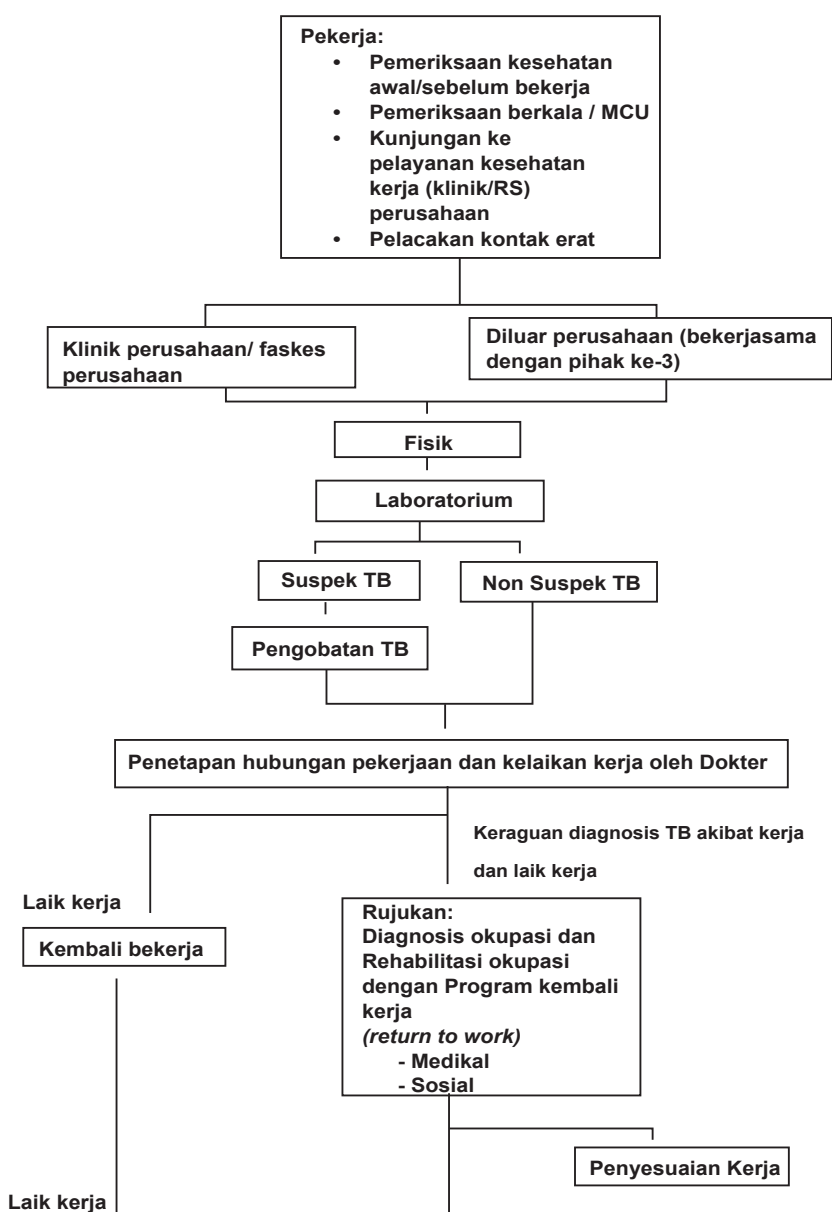 Pekerja:
• Pemeriksaan kesehatan
awal/sebelum bekerja
• Pemeriksaan berkala / MCU
• Kunjungan ke
pelayanan kesehatan
kerja (klinik/RS)
perusahaan
• Pelacakan kontak erat
Klinik perusahaan/ faskes
perusahaan
Diluar perusahaan (bekerjasama
dengan pihak ke-3)
Fisik
Laboratorium
Suspek TB
Non Suspek TB
Pengobatan TB
Penetapan hubungan pekerjaan dan kelaikan kerja oleh Dokter
Keraguan diagnosis TB akibat kerja
dan laik kerja
Laik kerja
Kembali bekerja
Rujukan:
Diagnosis okupasi dan
Rehabilitasi okupasi
dengan Program kembali
kerja
(return to work)
- Medikal
- Sosial
Penyesuaian Kerja
Laik kerja